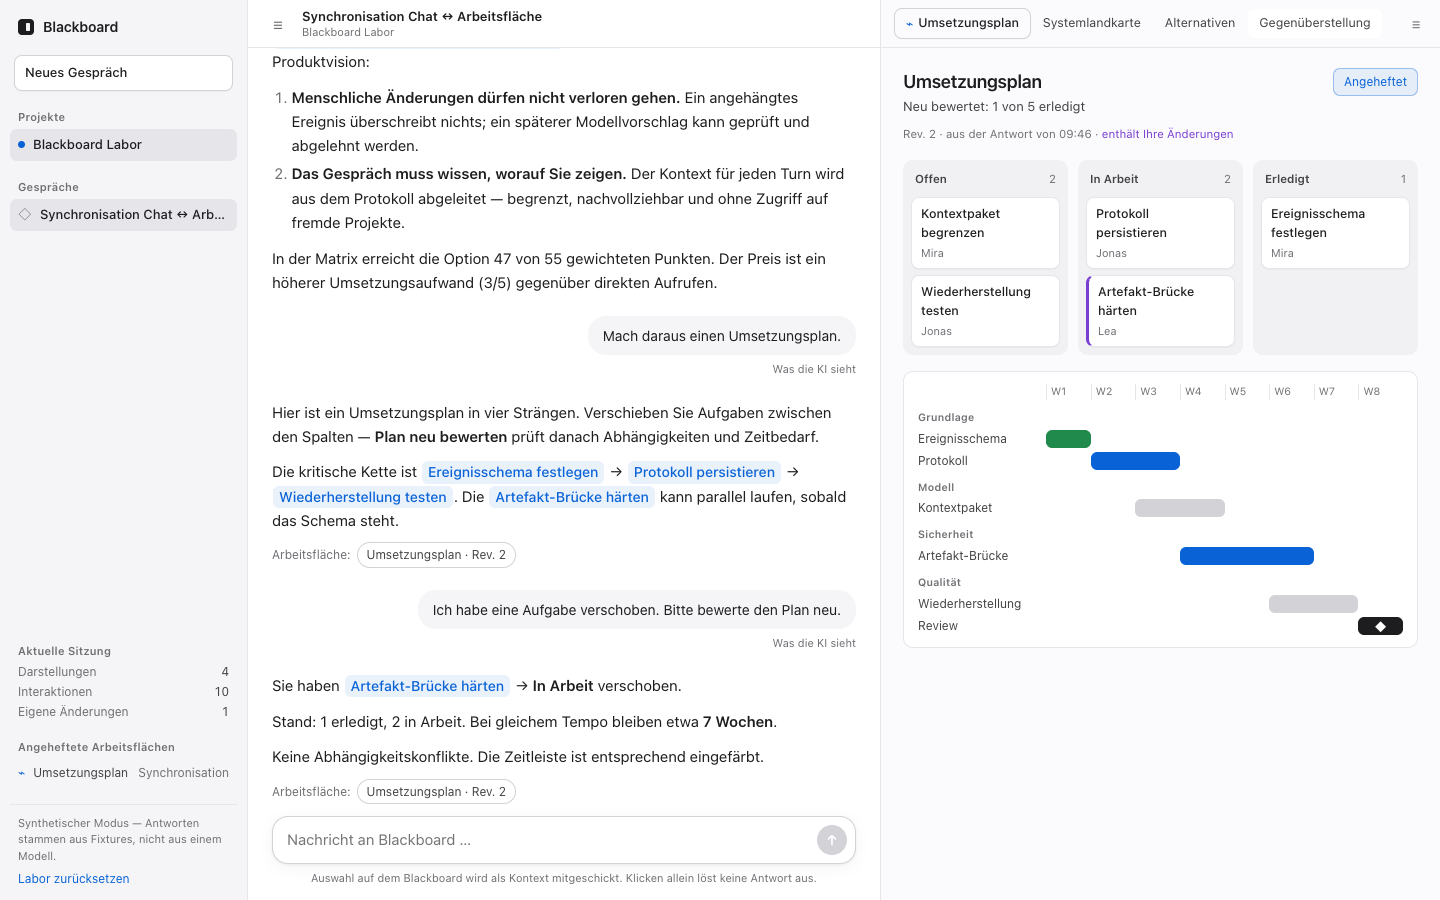 Blackboard
Neues Gespräch
Projekte
Blackboard Labor
Gespräche
Synchronisation Chat ↔ Arb...
Aktuelle Sitzung
Darstellungen 4
Interaktionen 10
Eigene Änderungen 1
Angeheftete Arbeitsflächen
Umsetzungsplan Synchronisation
Synthetischer Modus — Antworten
stammen aus Fixtures, nicht aus einem
Modell.
Labor zurücksetzen
Synchronisation Chat ↔ Arbeitsfläche
Blackboard Labor
Produktvision:
1. Menschliche Änderungen dürfen nicht verloren gehen. Ein angehängtes
Ereignis überschreibt nichts; ein späterer Modellvorschlag kann geprüft und
abgelehnt werden.
2. Das Gespräch muss wissen, worauf Sie zeigen. Der Kontext für jeden Turn wird
aus dem Protokoll abgeleitet — begrenzt, nachvollziehbar und ohne Zugriff auf
fremde Projekte.
In der Matrix erreicht die Option 47 von 55 gewichteten Punkten. Der Preis ist ein
höherer Umsetzungsaufwand (3/5) gegenüber direkten Aufrufen.
Mach daraus einen Umsetzungsplan.
Was die KI sieht
Hier ist ein Umsetzungsplan in vier Strängen. Verschieben Sie Aufgaben zwischen
den Spalten — Plan neu bewerten prüft danach Abhängigkeiten und Zeitbedarf.
Die kritische Kette ist Ereignisschema festlegen → Protokoll persistieren →
Wiederherstellung testen. Die Artefakt-Brücke härten kann parallel laufen, sobald
das Schema steht.
Arbeitsfläche: Umsetzungsplan · Rev. 2
Ich habe eine Aufgabe verschoben. Bitte bewerte den Plan neu.
Was die KI sieht
Sie haben Artefakt-Brücke härten → In Arbeit verschoben.
Stand: 1 erledigt, 2 in Arbeit. Bei gleichem Tempo bleiben etwa 7 Wochen.
Keine Abhängigkeitskonflikte. Die Zeitleiste ist entsprechend eingefärbt.
Arbeitsfläche: Umsetzungsplan · Rev. 2
Nachricht an Blackboard ...
Auswahl auf dem Blackboard wird als Kontext mitgeschickt. Klicken allein löst keine Antwort aus.
Umsetzungsplan Systemlandkarte Alternativen Gegenüberstellung
Umsetzungsplan
Angeheftet
Neu bewertet: 1 von 5 erledigt
Rev. 2 · aus der Antwort von 09:46 · enthält Ihre Änderungen
Offen 2
Kontextpaket
begrenzen
Mira
Wiederherstellung
testen
Jonas
In Arbeit 2
Protokoll
persistieren
Jonas
Artefakt-Brücke
härten
Lea
Erledigt 1
Ereignisschema
festlegen
Mira
W1 W2 W3 W4 W5 W6 W7 W8
Grundlage
Ereignisschema
Protokoll
Modell
Kontextpaket
Sicherheit
Artefakt-Brücke
Qualität
Wiederherstellung
Review